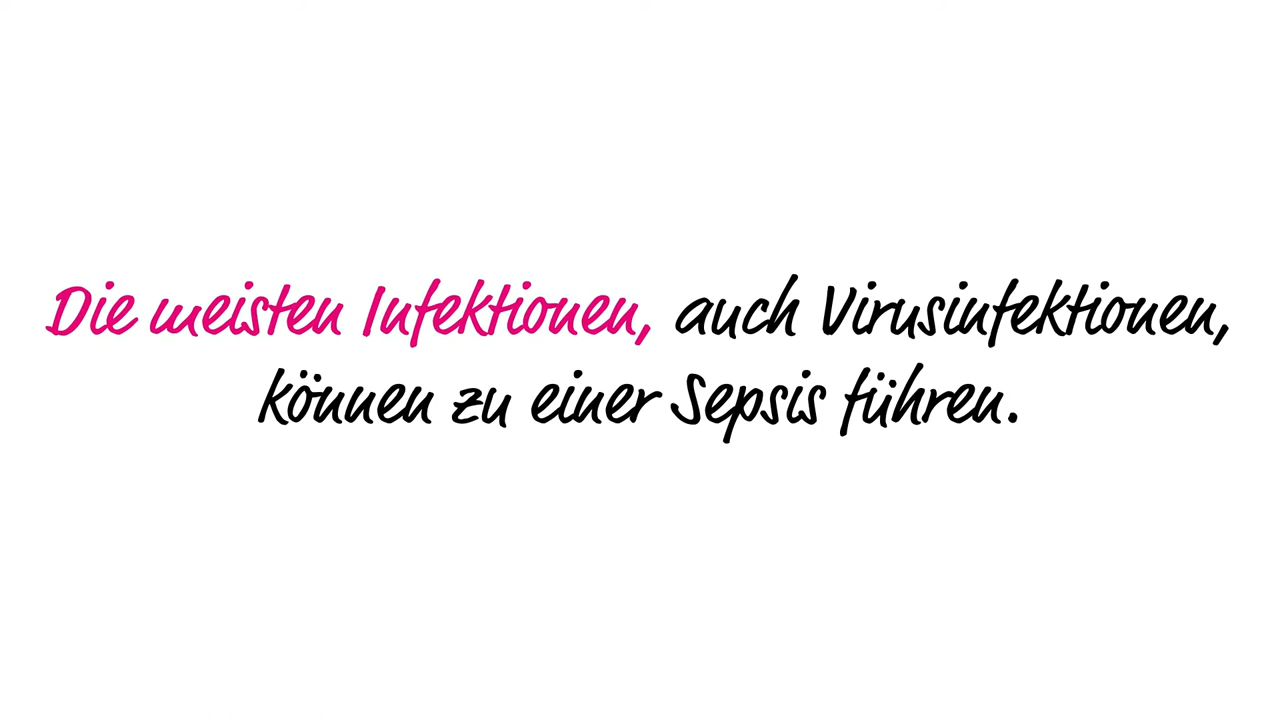 Die meisten Infektionen, auch Virusinfektionen,
können zu einer Sepsis führen.